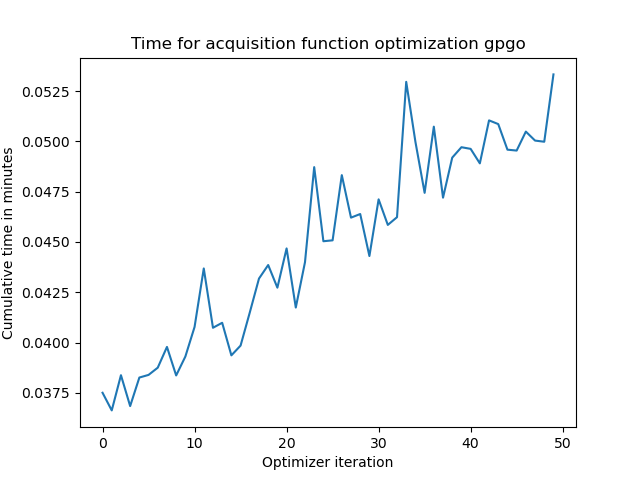 Time for acquisition function optimization gpgo
Cumulative time in minutes
0.0525
0.0500
0.0475
0.0450
0.0425
0.0400
0.0375
0 10 20 30 40 50
Optimizer iteration